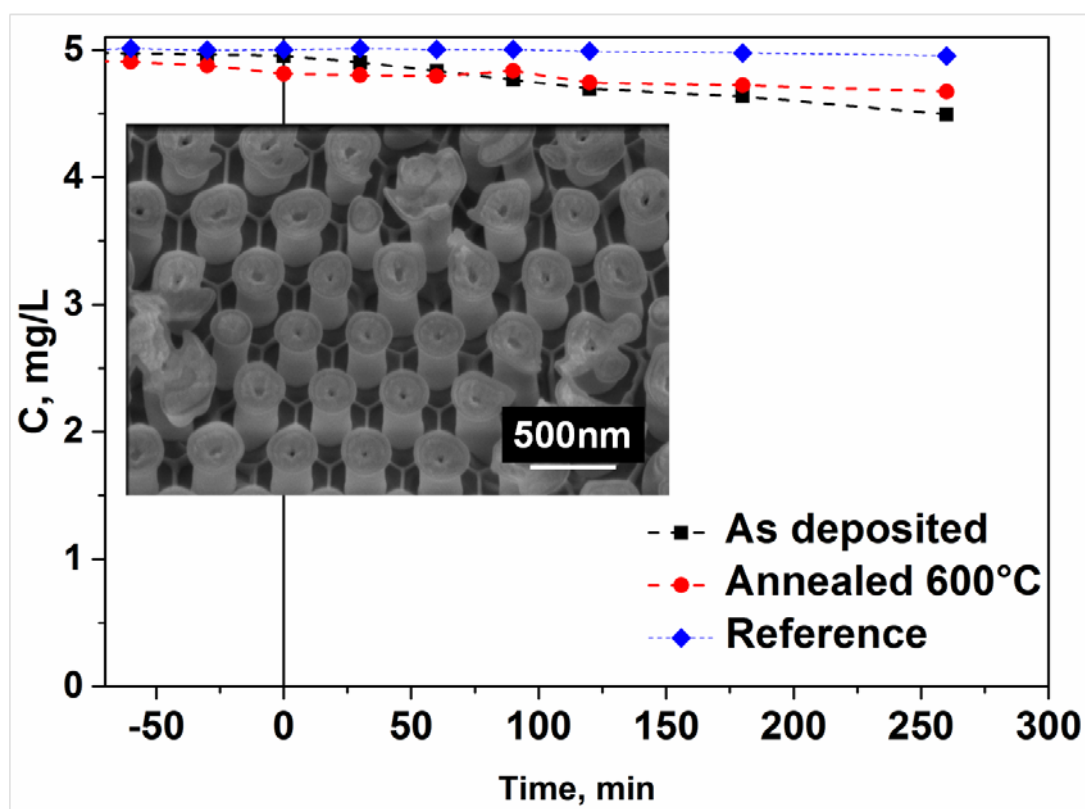 5
4
3
2
1
0
C, mg/L
500nm
As deposited
Annealed 600°C
Reference
-50 0 50 100 150 200 250 300
Time, min